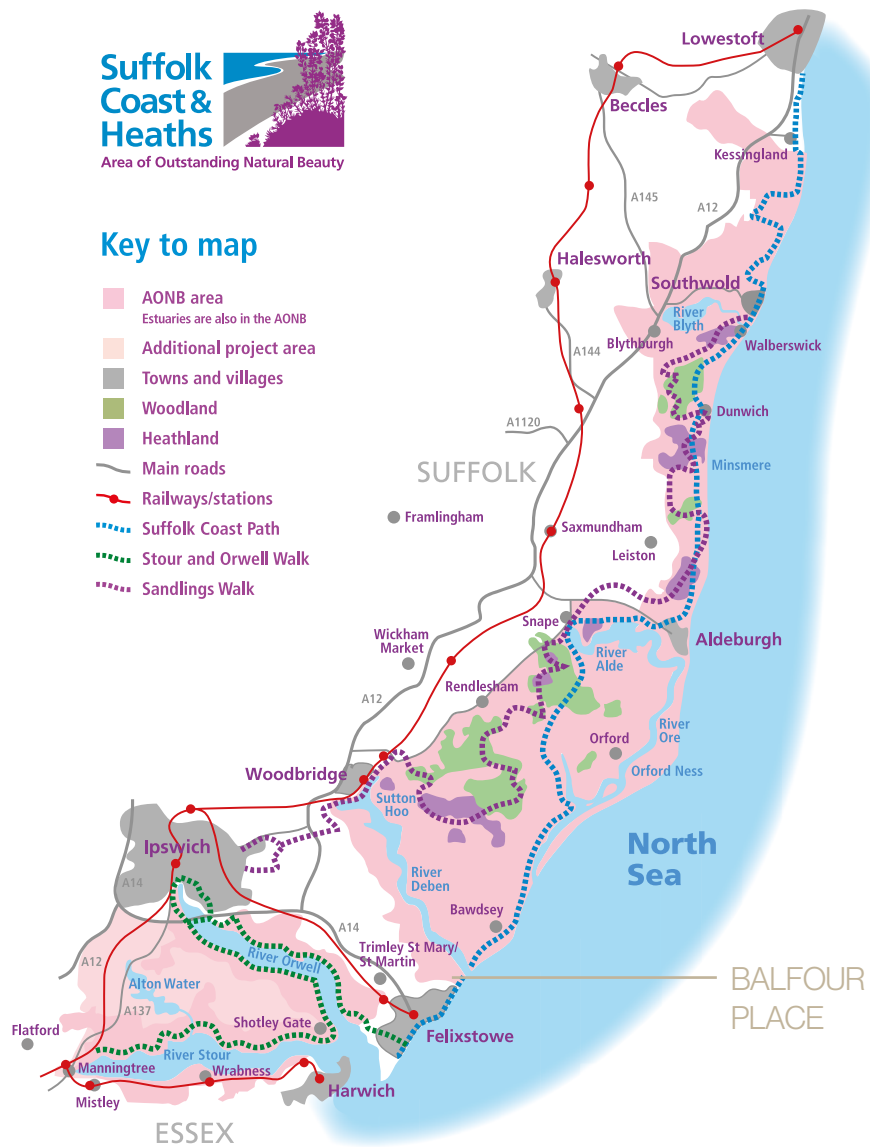 Suffolk
Coast &
Heaths
Area of Outstanding Natural Beauty
Key to map
AONB area
Estuaries are also in the AONB
Additional project area
Towns and villages
Woodland
Heathland
Main roads
Railways/stations
Suffolk Coast Path
Stour and Orwell Walk
Sandlings Walk
Lowestoft
Beccles
Kessingland
A145
A12
Halesworth
Southwold
River
Blyth
Blythburgh
Walberswick
A144
Dunwich
A1120
SUFFOLK
Minsmere
Framlingham
Saxmundham
Leiston
Snape
Wickham
Market
River
Alde
Aldeburgh
Rendlesham
A12
River
Ore
Orford
Woodbridge
Orford Ness
Sutton
Hoo
Ipswich
North
Sea
River
Deben
A14
Bawdsey
A14
Trimley St Mary/
St Martin
A12
River Orwell
Alton Water
BALFOUR
PLACE
A137
Shotley Gate
Flatford
Felixstowe
River Stour
Manningtree
Wrabness
Harwich
Mistley
ESSEX